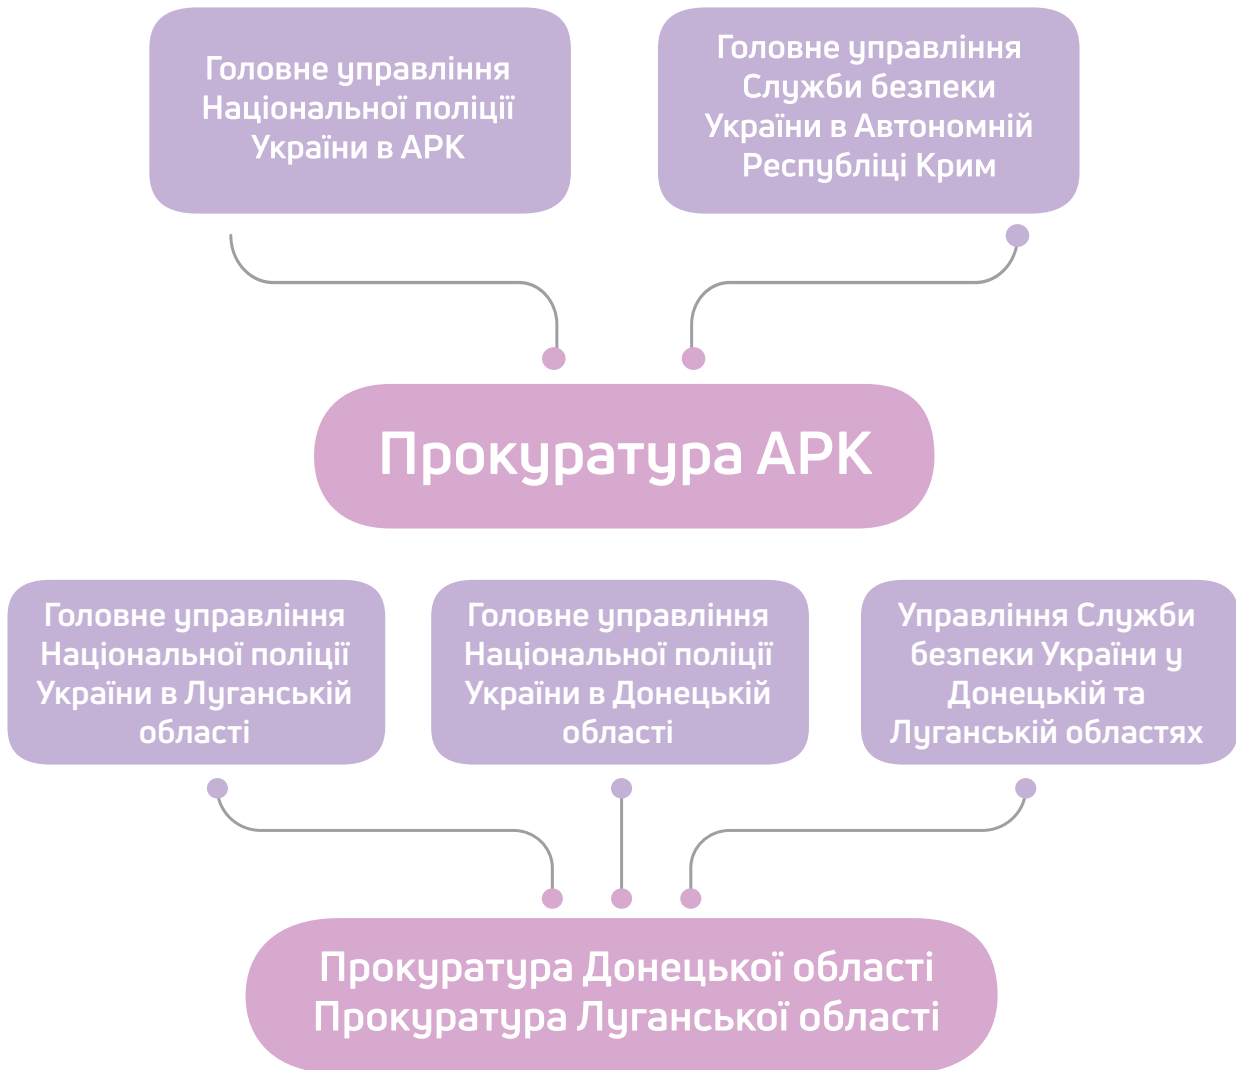 Головне управління
Національної поліції
України в АРК
Головне управління
Служби безпеки
України в Автономній
Республіці Крим
Прокуратура АРК
Головне управління
Національної поліції
України в Луганській
області
Головне управління
Національної поліції
України в Донецькій
області
Управління Служби
безпеки України у
Донецькій та
Луганській областях
Прокуратура Донецької області
Прокуратура Луганської області